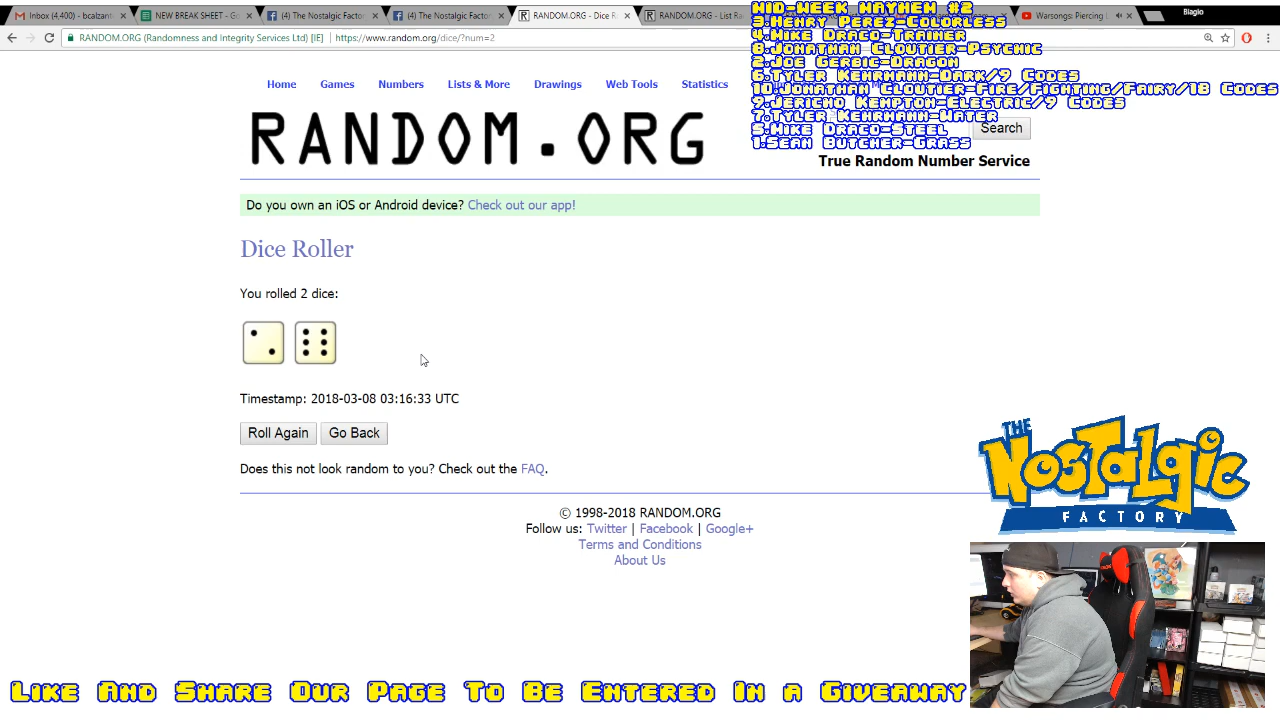 Inbox (4,400) - bcalzant
NEW BREAK SHEET - G
(4) The Nostalgic Factor
(4) The Nostalgic Factor
RANDOM.ORG - Dice R
RANDOM.ORG - List Ra
Warsongs: Piercing
Biagio
RANDOM.ORG (Randomness and Integrity Services Ltd) [IE]
https://www.random.org/dice/?num=2
Mid-Week Mayhem #2
3.Henry Perez-Colorless
4.Mike Draco-Trainer
8.Jonathan Cloutier-Psychic
2.Joe Gerbic-Dragon
6.Tyler Kehrmann-Dark/9 Codes
10.Jonathan Cloutier-Fire/Fighting/Fairy/18 Codes
9.Jericho Kempton-Electric/9 Codes
7.Tyler Kehrmann-Water
5.Mike Draco-Steel
1.Sean Butcher-Grass
Home Games Numbers Lists & More Drawings Web Tools Statistics
RANDOM.ORG
Search
True Random Number Service
Do you own an iOS or Android device? Check out our app!
Dice Roller
You rolled 2 dice:
Timestamp: 2018-03-08 03:16:33 UTC
Roll Again Go Back
Does this not look random to you? Check out the FAQ.
© 1998-2018 RANDOM.ORG
Follow us: Twitter | Facebook | Google+
Terms and Conditions
About Us
THE
NOSTALGIC
FACTORY
Like And Share Our Page To Be Entered In a Giveaway